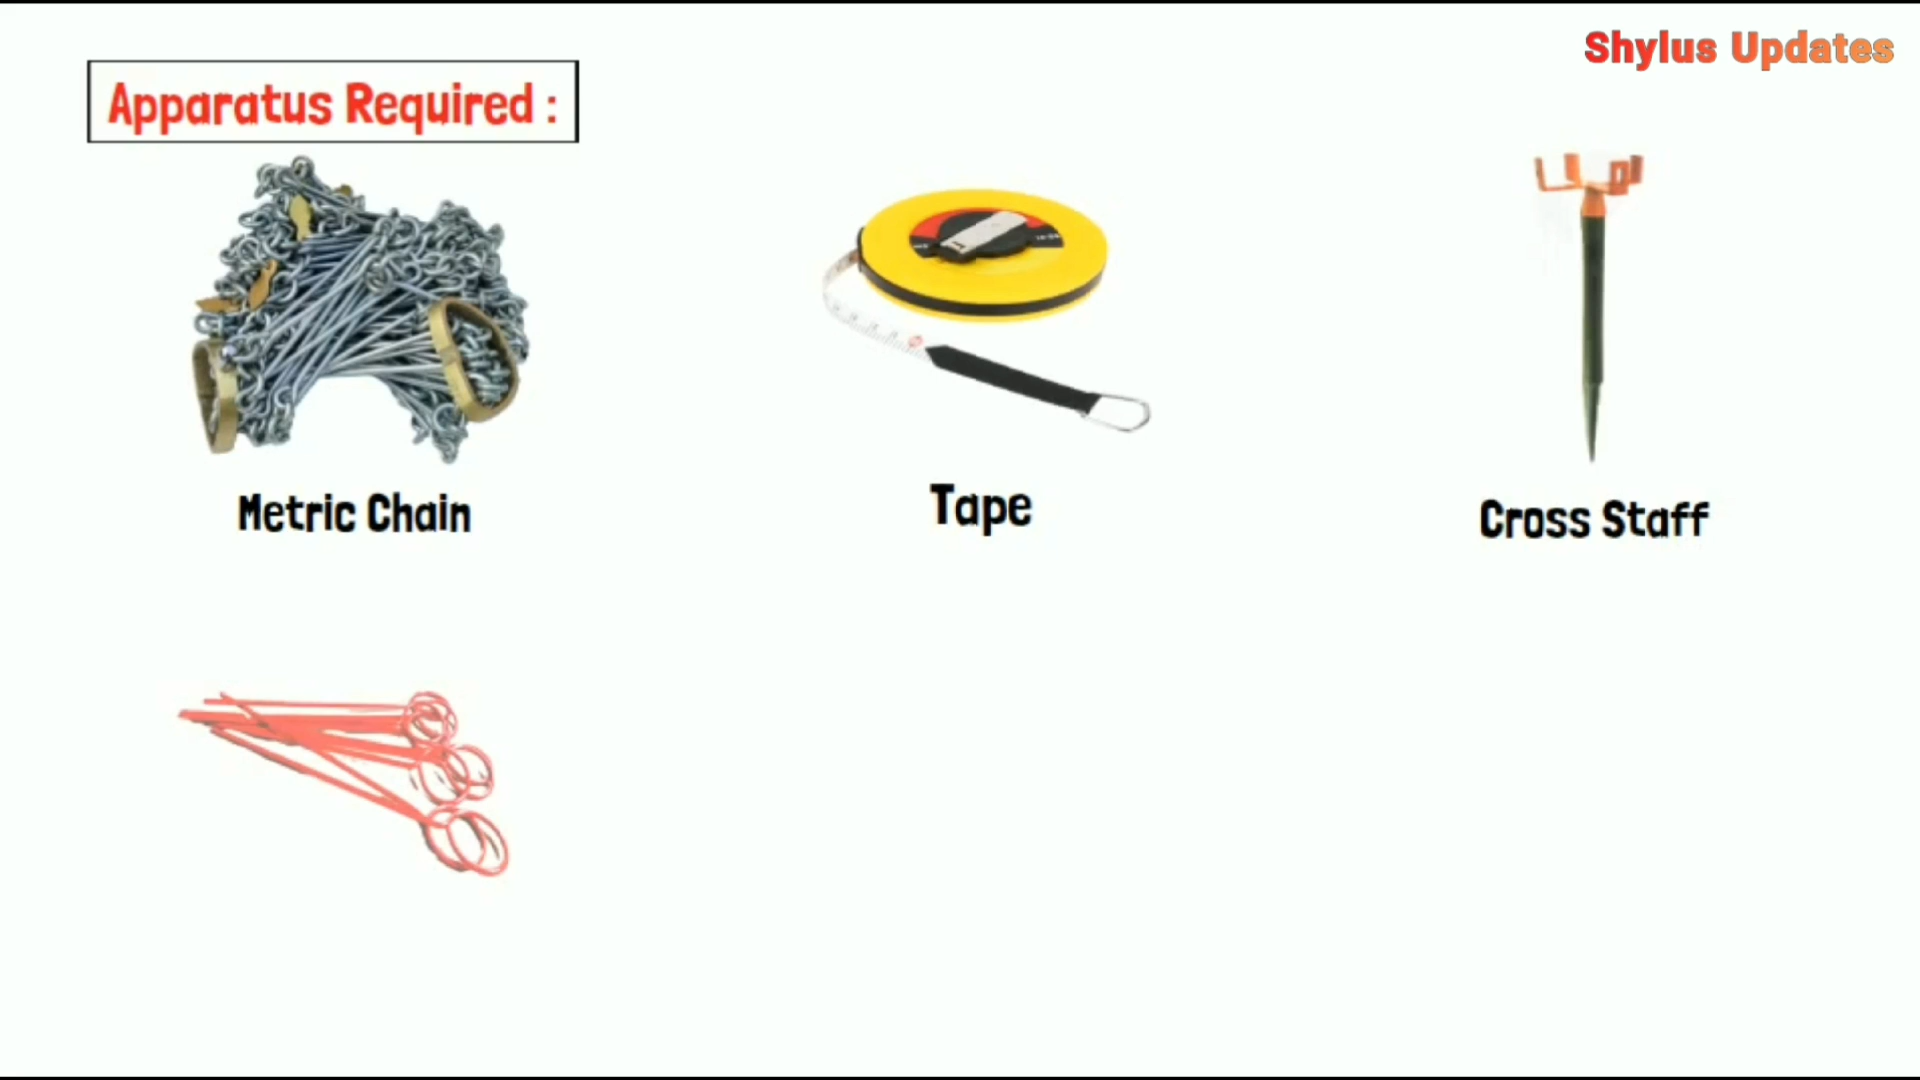 Shylus Updates
Apparatus Required :
Metric Chain
Tape
Cross Staff